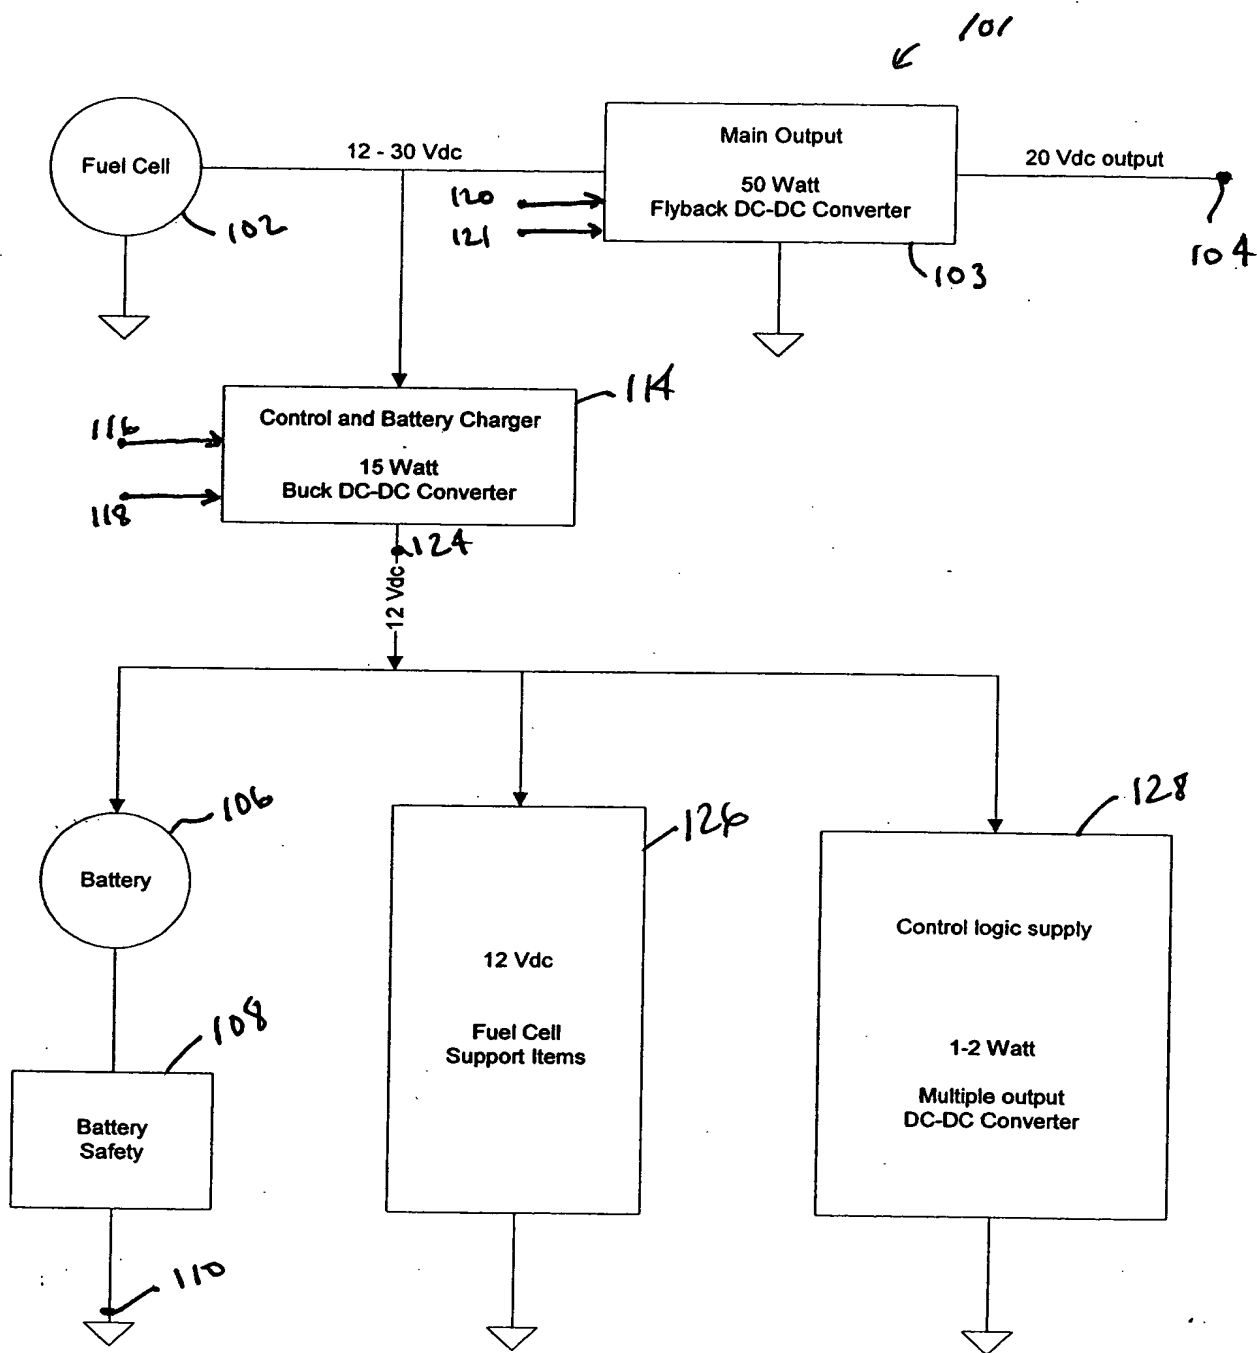 101
Fuel Cell
102
12 - 30 Vdc
120
121
Main Output
50 Watt
Flyback DC-DC Converter
103
20 Vdc output
104
116
118
Control and Battery Charger
15 Watt
Buck DC-DC Converter
114
124
12 Vdc
Battery
106
12 Vdc
Fuel Cell
Support Items
126
Control logic supply
1-2 Watt
Multiple output
DC-DC Converter
128
Battery
Safety
108
110